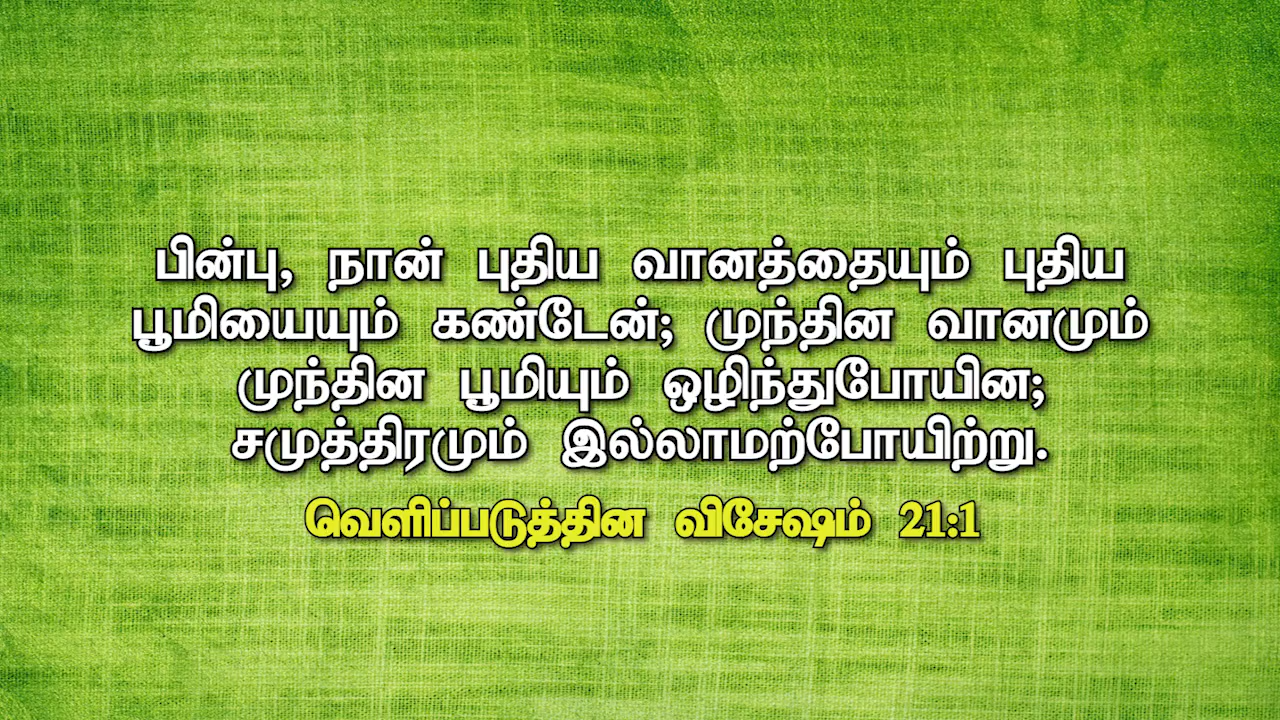 பின்பு, நான் புதிய வானத்தையும் புதிய
பூமியையும் கண்டேன்; முந்தின வானமும்
முந்தின பூமியும் ஒழிந்துபோயின;
சமுத்திரமும் இல்லாமற்போயிற்று.
வெளிப்படுத்தின விசேஷம் 21:1